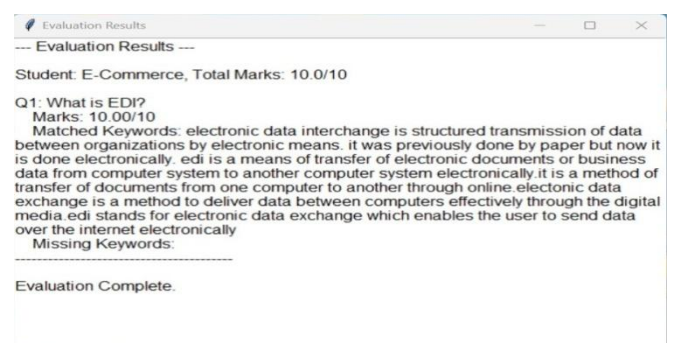 Evaluation Results
--- Evaluation Results ---
Student: E-Commerce, Total Marks: 10.0/10
Q1: What is EDI?
Marks: 10.00/10
Matched Keywords: electronic data interchange is structured transmission of data
between organizations by electronic means. it was previously done by paper but now it
is done electronically. edi is a means of transfer of electronic documents or business
data from computer system to another computer system electronically.it is a method of
transfer of documents from one computer to another through online.electonic data
exchange is a method to deliver data between computers effectively through the digital
media.edi stands for electronic data exchange which enables the user to send data
over the internet electronically
Missing Keywords:
----------------------------------------
Evaluation Complete.